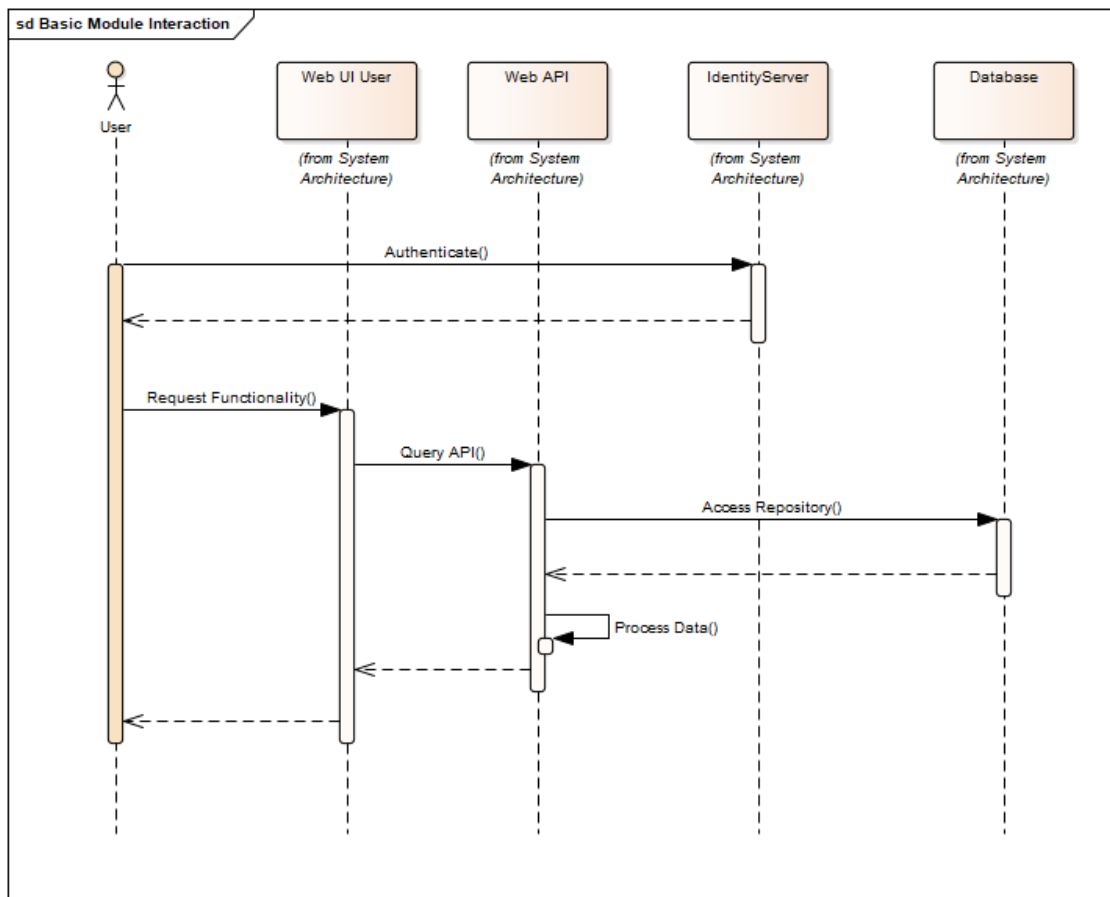 sd Basic Module Interaction
User
Web UI User
(from System
Architecture)
Web API
(from System
Architecture)
IdentityServer
(from System
Architecture)
Database
(from System
Architecture)
Authenticate()
Request Functionality()
Query API()
Access Repository()
Process Data()